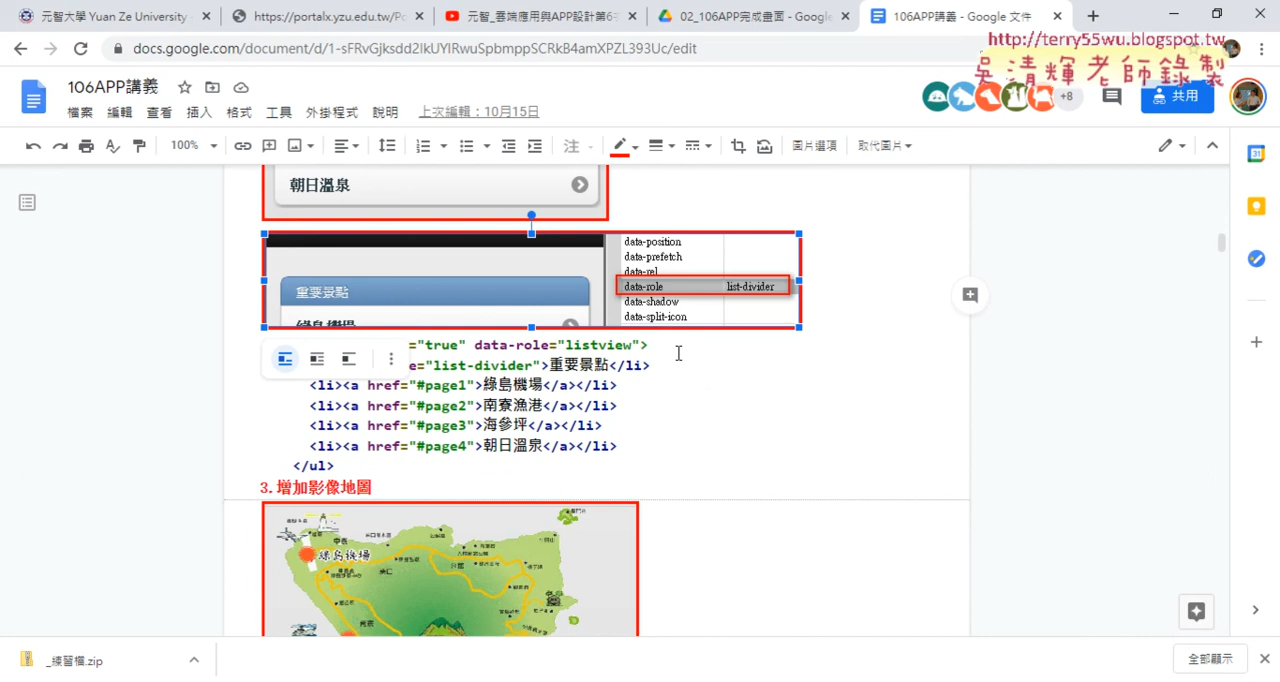 元智大學 Yuan Ze University
https://portalx.yzu.edu.tw/Po
元智_雲端應用與APP設計第6
02_106APP完成畫面 - Google
106APP講義 - Google 文件
docs.google.com/document/d/1-sFRvGjksdd2lkUYlRwuSpbmppSCRkB4amXPZL393Uc/edit
http://terry55wu.blogspot.tw
吳清輝老師錄製
106APP講義
檔案 編輯 查看 插入 格式 工具 外掛程式 說明 上次編輯：10月15日
+8
共用
100%
注
圖片選項
取代圖片
朝日溫泉
重要景點
綠島機場
data-position
data-prefetch
data-rel
data-role list-divider
data-shadow
data-split-icon
="true" data-role="listview">
e="list-divider">重要景點</li>
<li><a href="#page1">綠島機場</a></li>
<li><a href="#page2">南寮漁港</a></li>
<li><a href="#page3">海參坪</a></li>
<li><a href="#page4">朝日溫泉</a></li>
</ul>
3. 增加影像地圖
綠島機場
_練習檔.zip
全部顯示